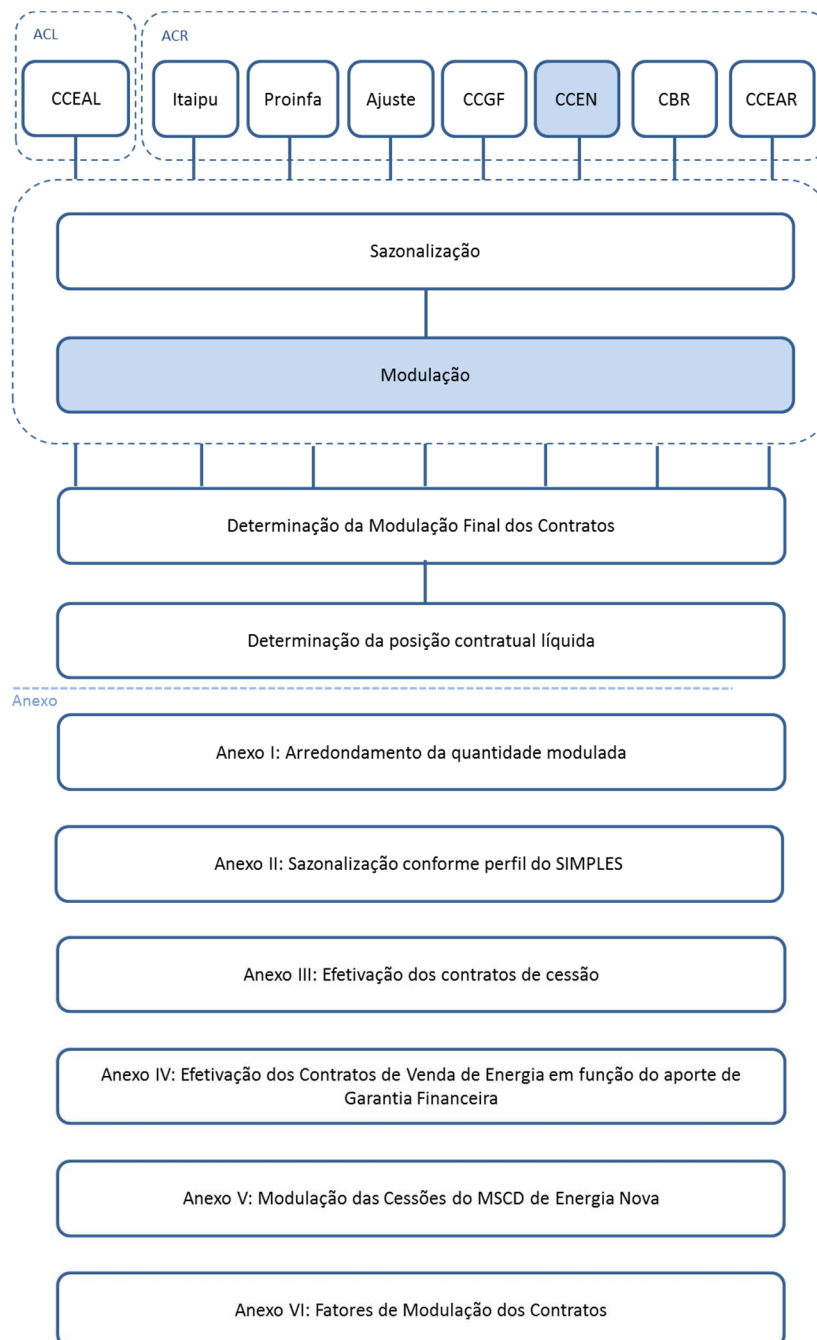 ACL
ACR
CCEAL
Itaipu
Proinfa
Ajuste
CCGF
CCEN
CBR
CCEAR
Sazonalização
Modulação
Determinação da Modulação Final dos Contratos
Determinação da posição contratual líquida
Anexo
Anexo I: Arredondamento da quantidade modulada
Anexo II: Sazonalização conforme perfil do SIMPLES
Anexo III: Efetivação dos contratos de cessão
Anexo IV: Efetivação dos Contratos de Venda de Energia em função do aporte de
Garantia Financeira
Anexo V: Modulação das Cessões do MSCD de Energia Nova
Anexo VI: Fatores de Modulação dos Contratos